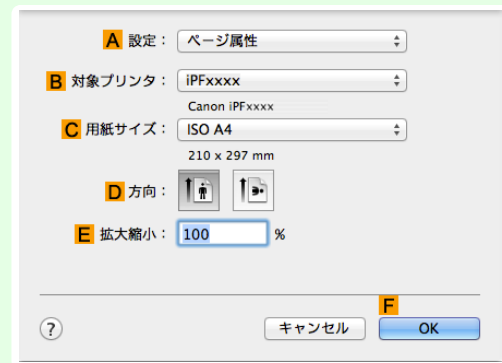 A 設定： ページ属性
B 対象プリンタ： iPFxxxx
Canon iPFxxxx
C 用紙サイズ： ISO A4
210 x 297 mm
D 方向：
E 拡大縮小： 100 %
F
? キャンセル OK